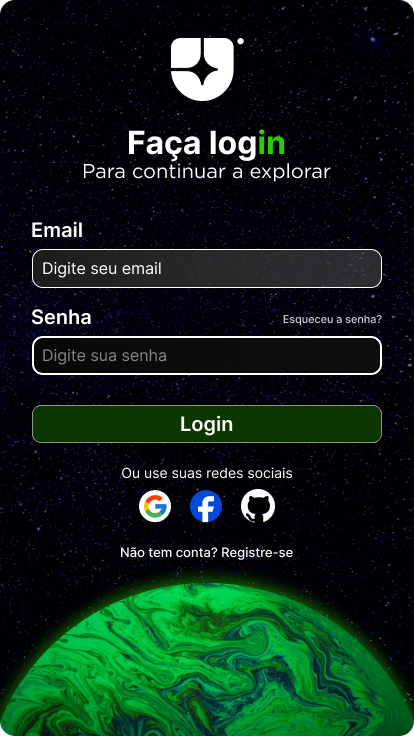 Faça login
Para continuar a explorar
Email
Digite seu email
Senha
Esqueceu a senha?
Digite sua senha
Login
Ou use suas redes sociais
Não tem conta? Registre-se